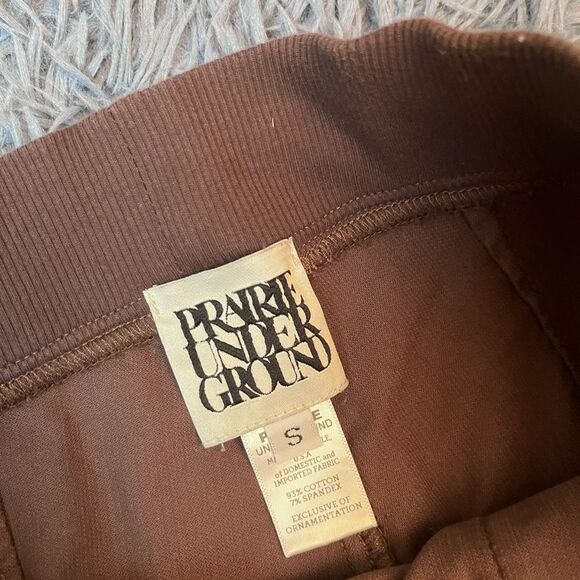 PRAIRIE
UNDER
GROUND
S
U.S.A
of DOMESTIC and
IMPORTED FABRIC
93% COTTON
7% SPANDEX
EXCLUSIVE OF
ORNAMENTATION